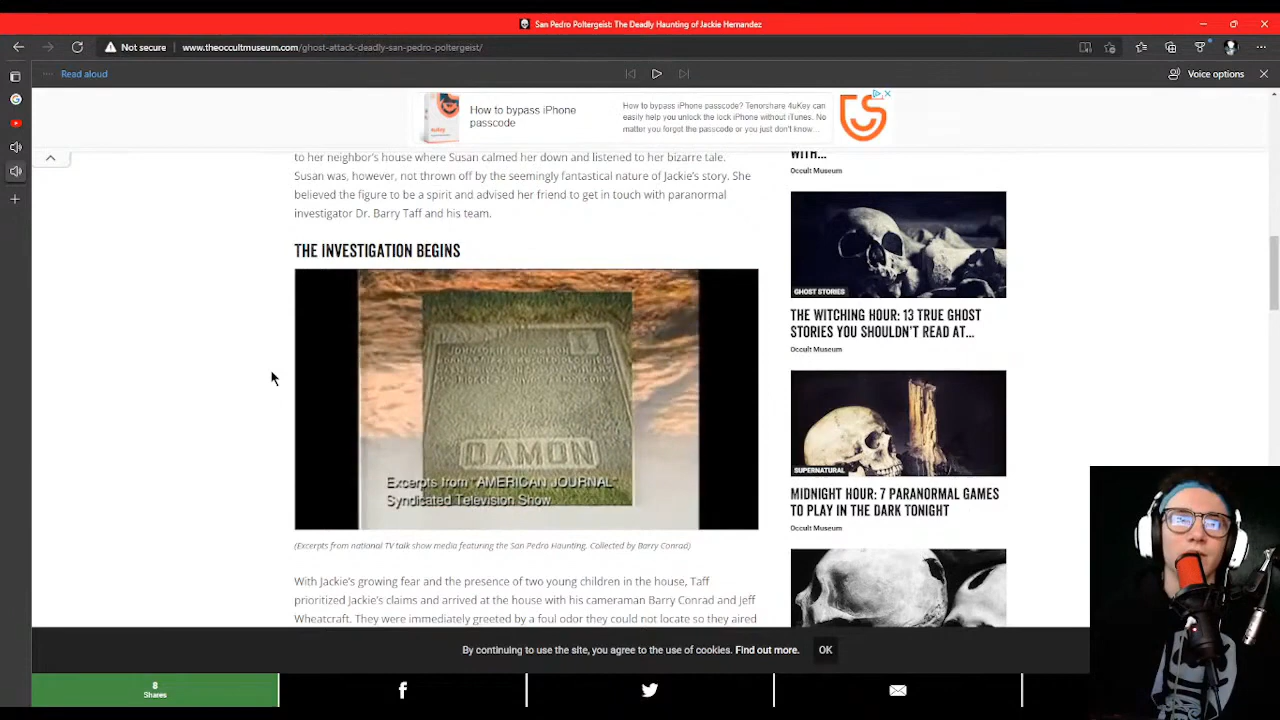 San Pedro Poltergeist: The Deadly Haunting of Jackie Hernandez
Not secure
www.theoccultmuseum.com/ghost-attack-deadly-san-pedro-poltergeist/
Read aloud
Voice options
How to bypass iPhone
passcode
How to bypass iPhone passcode? Tenorshare 4uKey can
easily help you unlock the lock iPhone without iTunes. No
matter you forgot the passcode or you just don't know...
to her neighbor's house where Susan calmed her down and listened to her bizarre tale.
Susan was, however, not thrown off by the seemingly fantastical nature of Jackie's story. She
believed the figure to be a spirit and advised her friend to get in touch with paranormal
investigator Dr. Barry Taff and his team.
THE INVESTIGATION BEGINS
DAMON
Excerpts from "AMERICAN JOURNAL"
Syndicated Television Show
(Excerpts from national TV talk show media featuring the San Pedro Haunting. Collected by Barry Conrad)
With Jackie's growing fear and the presence of two young children in the house, Taff
prioritized Jackie's claims and arrived at the house with his cameraman Barry Conrad and Jeff
Wheatcraft. They were immediately greeted by a foul odor they could not locate so they aired
WITH...
Occult Museum
GHOST STORIES
THE WITCHING HOUR: 13 TRUE GHOST
STORIES YOU SHOULDN'T READ AT...
Occult Museum
SUPERNATURAL
MIDNIGHT HOUR: 7 PARANORMAL GAMES
TO PLAY IN THE DARK TONIGHT
Occult Museum
By continuing to use the site, you agree to the use of cookies. Find out more.
OK
8
Shares